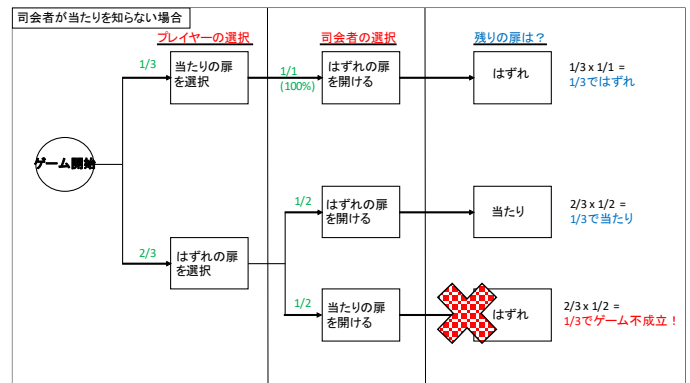 司会者が当たりを知らない場合
プレイヤーの選択
司会者の選択
残りの扉は？
1/3
当たりの扉
を選択
1/1
(100%)
はずれの扉
を開ける
はずれ
1/3 x 1/1 =
1/3ではずれ
ゲーム開始
1/2
はずれの扉
を開ける
当たり
2/3 x 1/2 =
1/3で当たり
2/3
はずれの扉
を選択
1/2
当たりの扉
を開ける
はずれ
2/3 x 1/2 =
1/3でゲーム不成立！